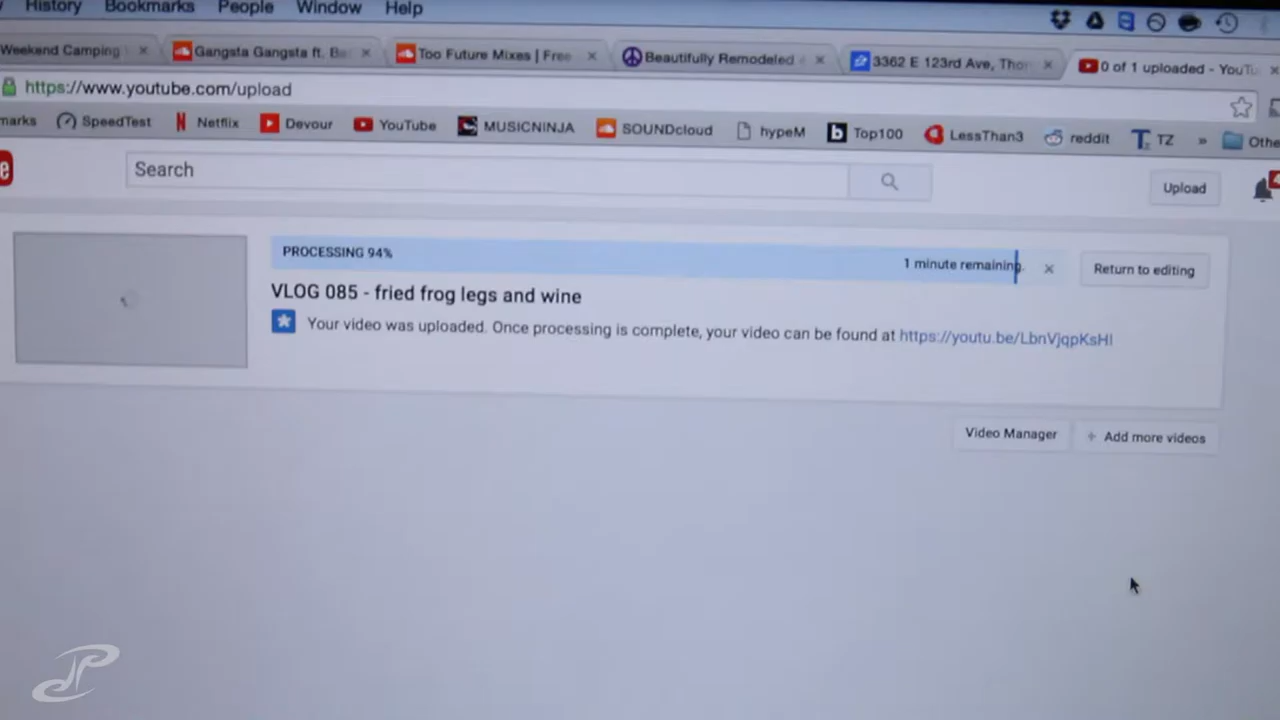 History Bookmarks People Window Help
Weekend Camping Gangsta Gangsta ft. Ba Too Future Mixes | Free Beautifully Remodeled 3362 E 123rd Ave, Thor 0 of 1 uploaded - YouTu
https://www.youtube.com/upload
marks SpeedTest Netflix Devour YouTube MUSICNINJA SOUNDcloud hypeM Top100 LessThan3 reddit TZ » Othe
Search Upload 4
PROCESSING 94% 1 minute remaining. Return to editing
VLOG 085 - fried frog legs and wine
Your video was uploaded. Once processing is complete, your video can be found at https://youtu.be/LbnVjqpKsHI
Video Manager + Add more videos